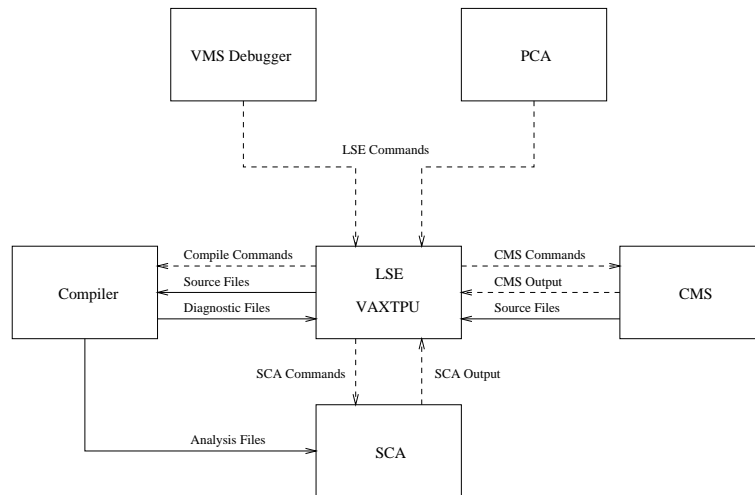 VMS Debugger
PCA
LSE Commands
Compile Commands
CMS Commands
Source Files
LSE
CMS Output
Compiler
VAXTPU
CMS
Diagnostic Files
Source Files
SCA Commands
SCA Output
Analysis Files
SCA